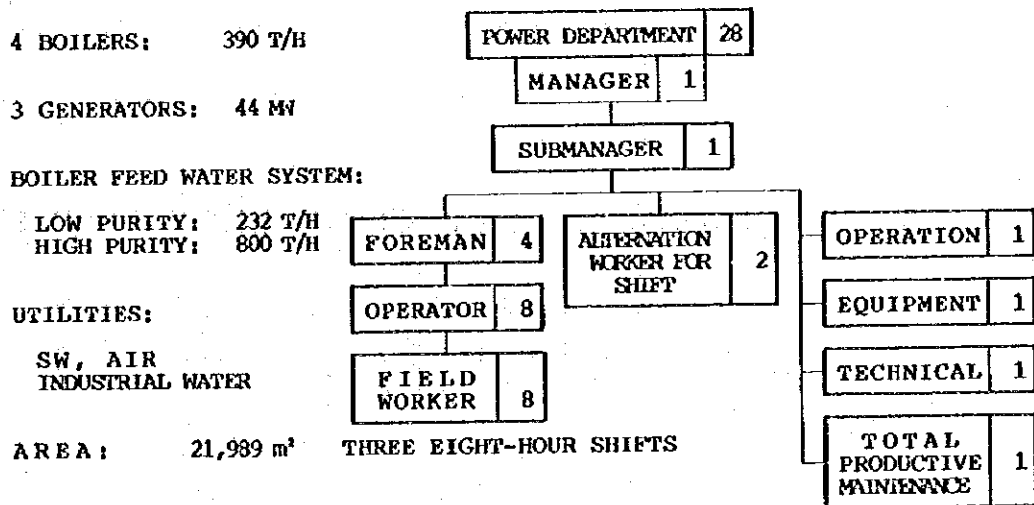 4 BOILERS: 390 T/H
3 GENERATORS: 44 MW
BOILER FEED WATER SYSTEM:
LOW PURITY: 232 T/H
HIGH PURITY: 800 T/H
UTILITIES:
SW, AIR
INDUSTRIAL WATER
AREA: 21,989 m²
POWER DEPARTMENT 28
MANAGER 1
SUBMANAGER 1
FOREMAN 4
OPERATOR 8
FIELD
WORKER 8
ALTERNATION
WORKER FOR
SHIFT 2
OPERATION 1
EQUIPMENT 1
TECHNICAL 1
TOTAL
PRODUCTIVE
MAINTENANCE 1
THREE EIGHT-HOUR SHIFTS